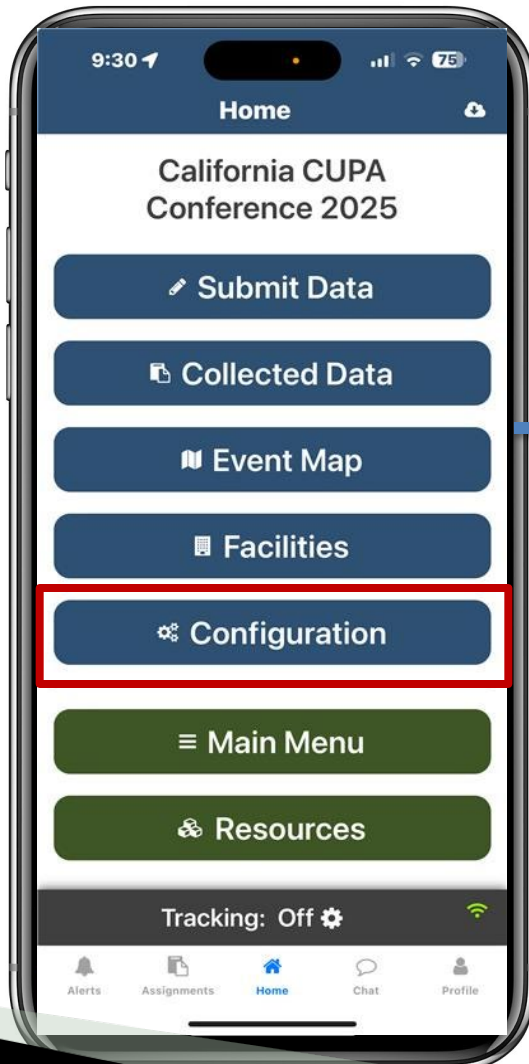 9:30
75
Home
California CUPA
Conference 2025
Submit Data
Collected Data
Event Map
Facilities
Configuration
Main Menu
Resources
Tracking: Off
Alerts Assignments Home Chat Profile